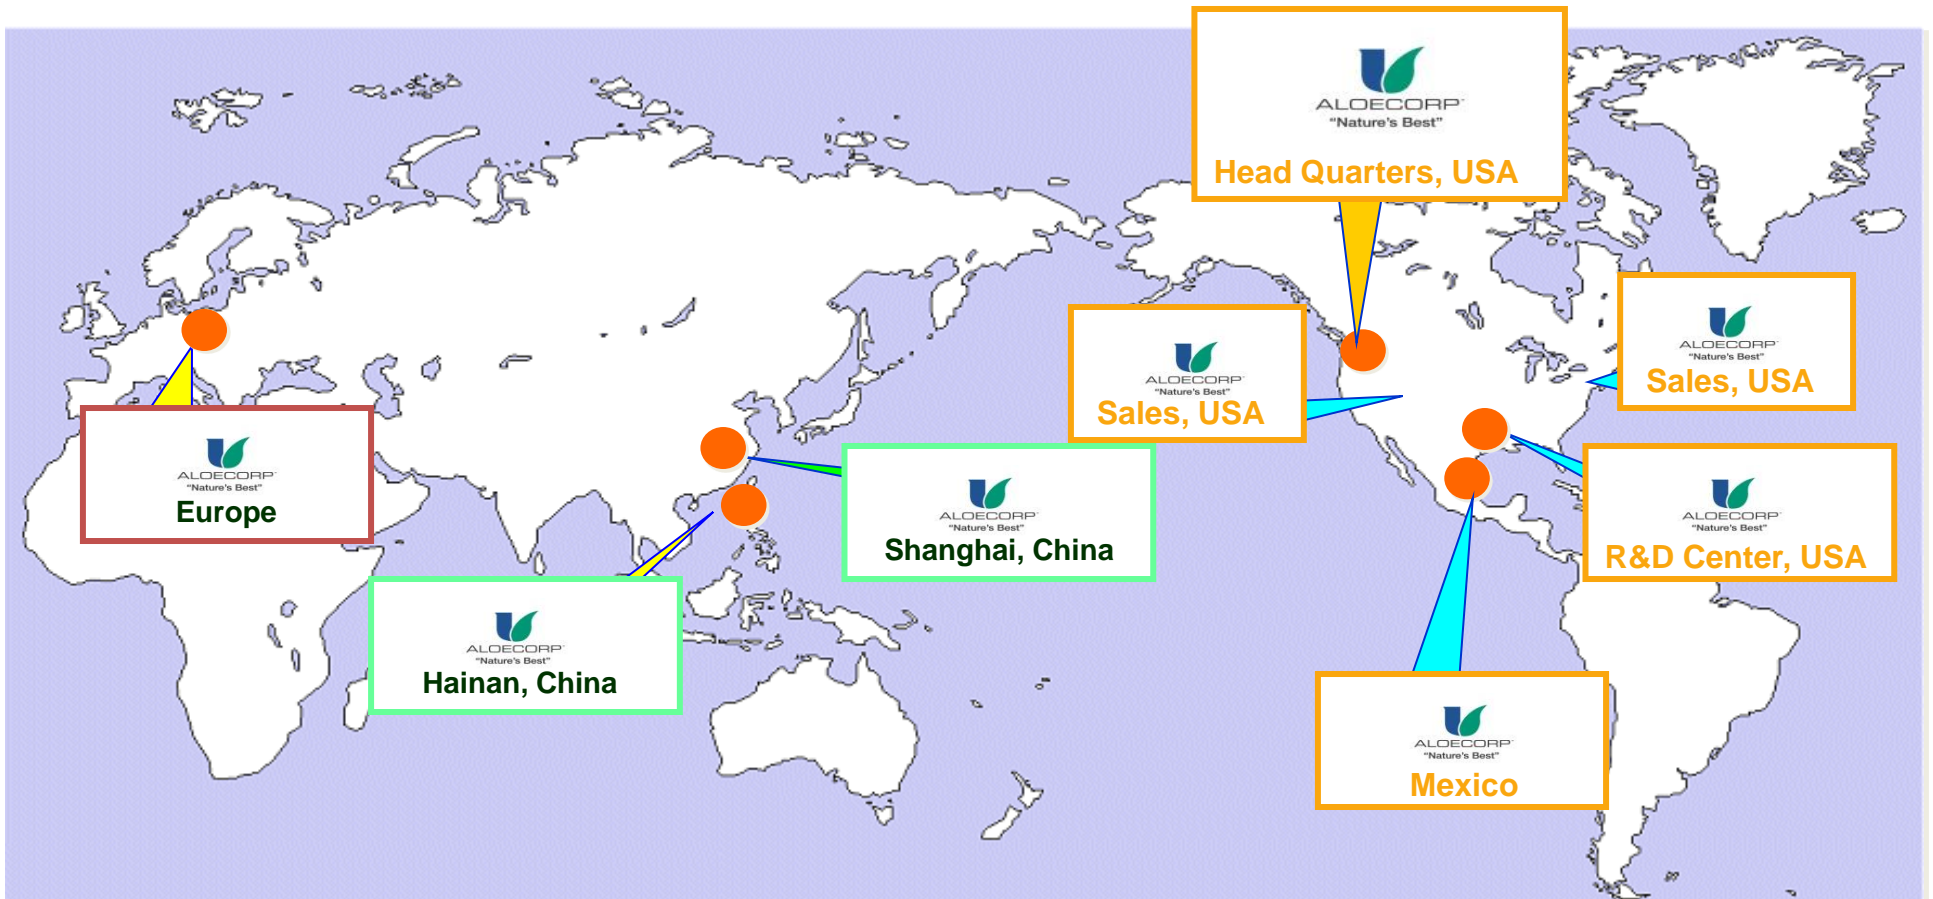 ALOECORP
"Nature's Best"
Head Quarters, USA
ALOECORP
"Nature's Best"
Sales, USA
ALOECORP
"Nature's Best"
Sales, USA
ALOECORP
"Nature's Best"
Europe
ALOECORP
"Nature's Best"
Shanghai, China
ALOECORP
"Nature's Best"
R&D Center, USA
ALOECORP
"Nature's Best"
Hainan, China
ALOECORP
"Nature's Best"
Mexico